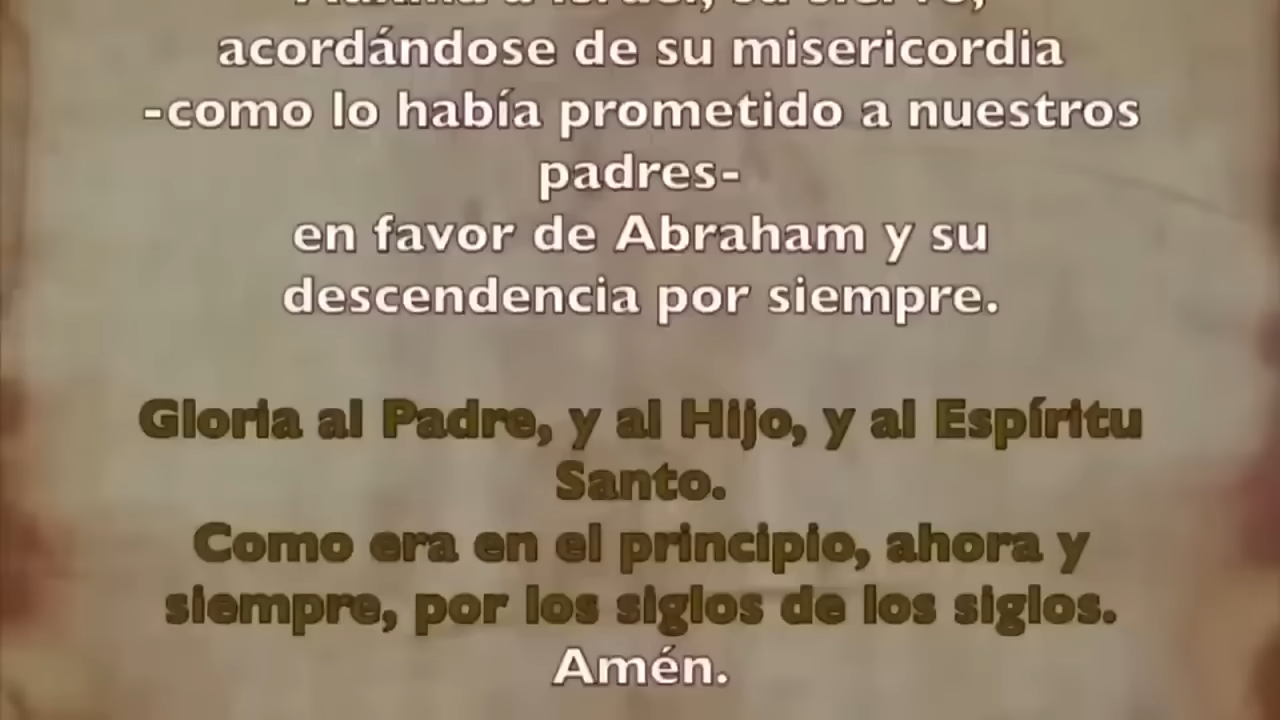 acordándose de su misericordia
-como lo había prometido a nuestros
padres-
en favor de Abraham y su
descendencia por siempre.
Gloria al Padre, y al Hijo, y al Espíritu
Santo.
Como era en el principio, ahora y
siempre, por los siglos de los siglos.
Amén.